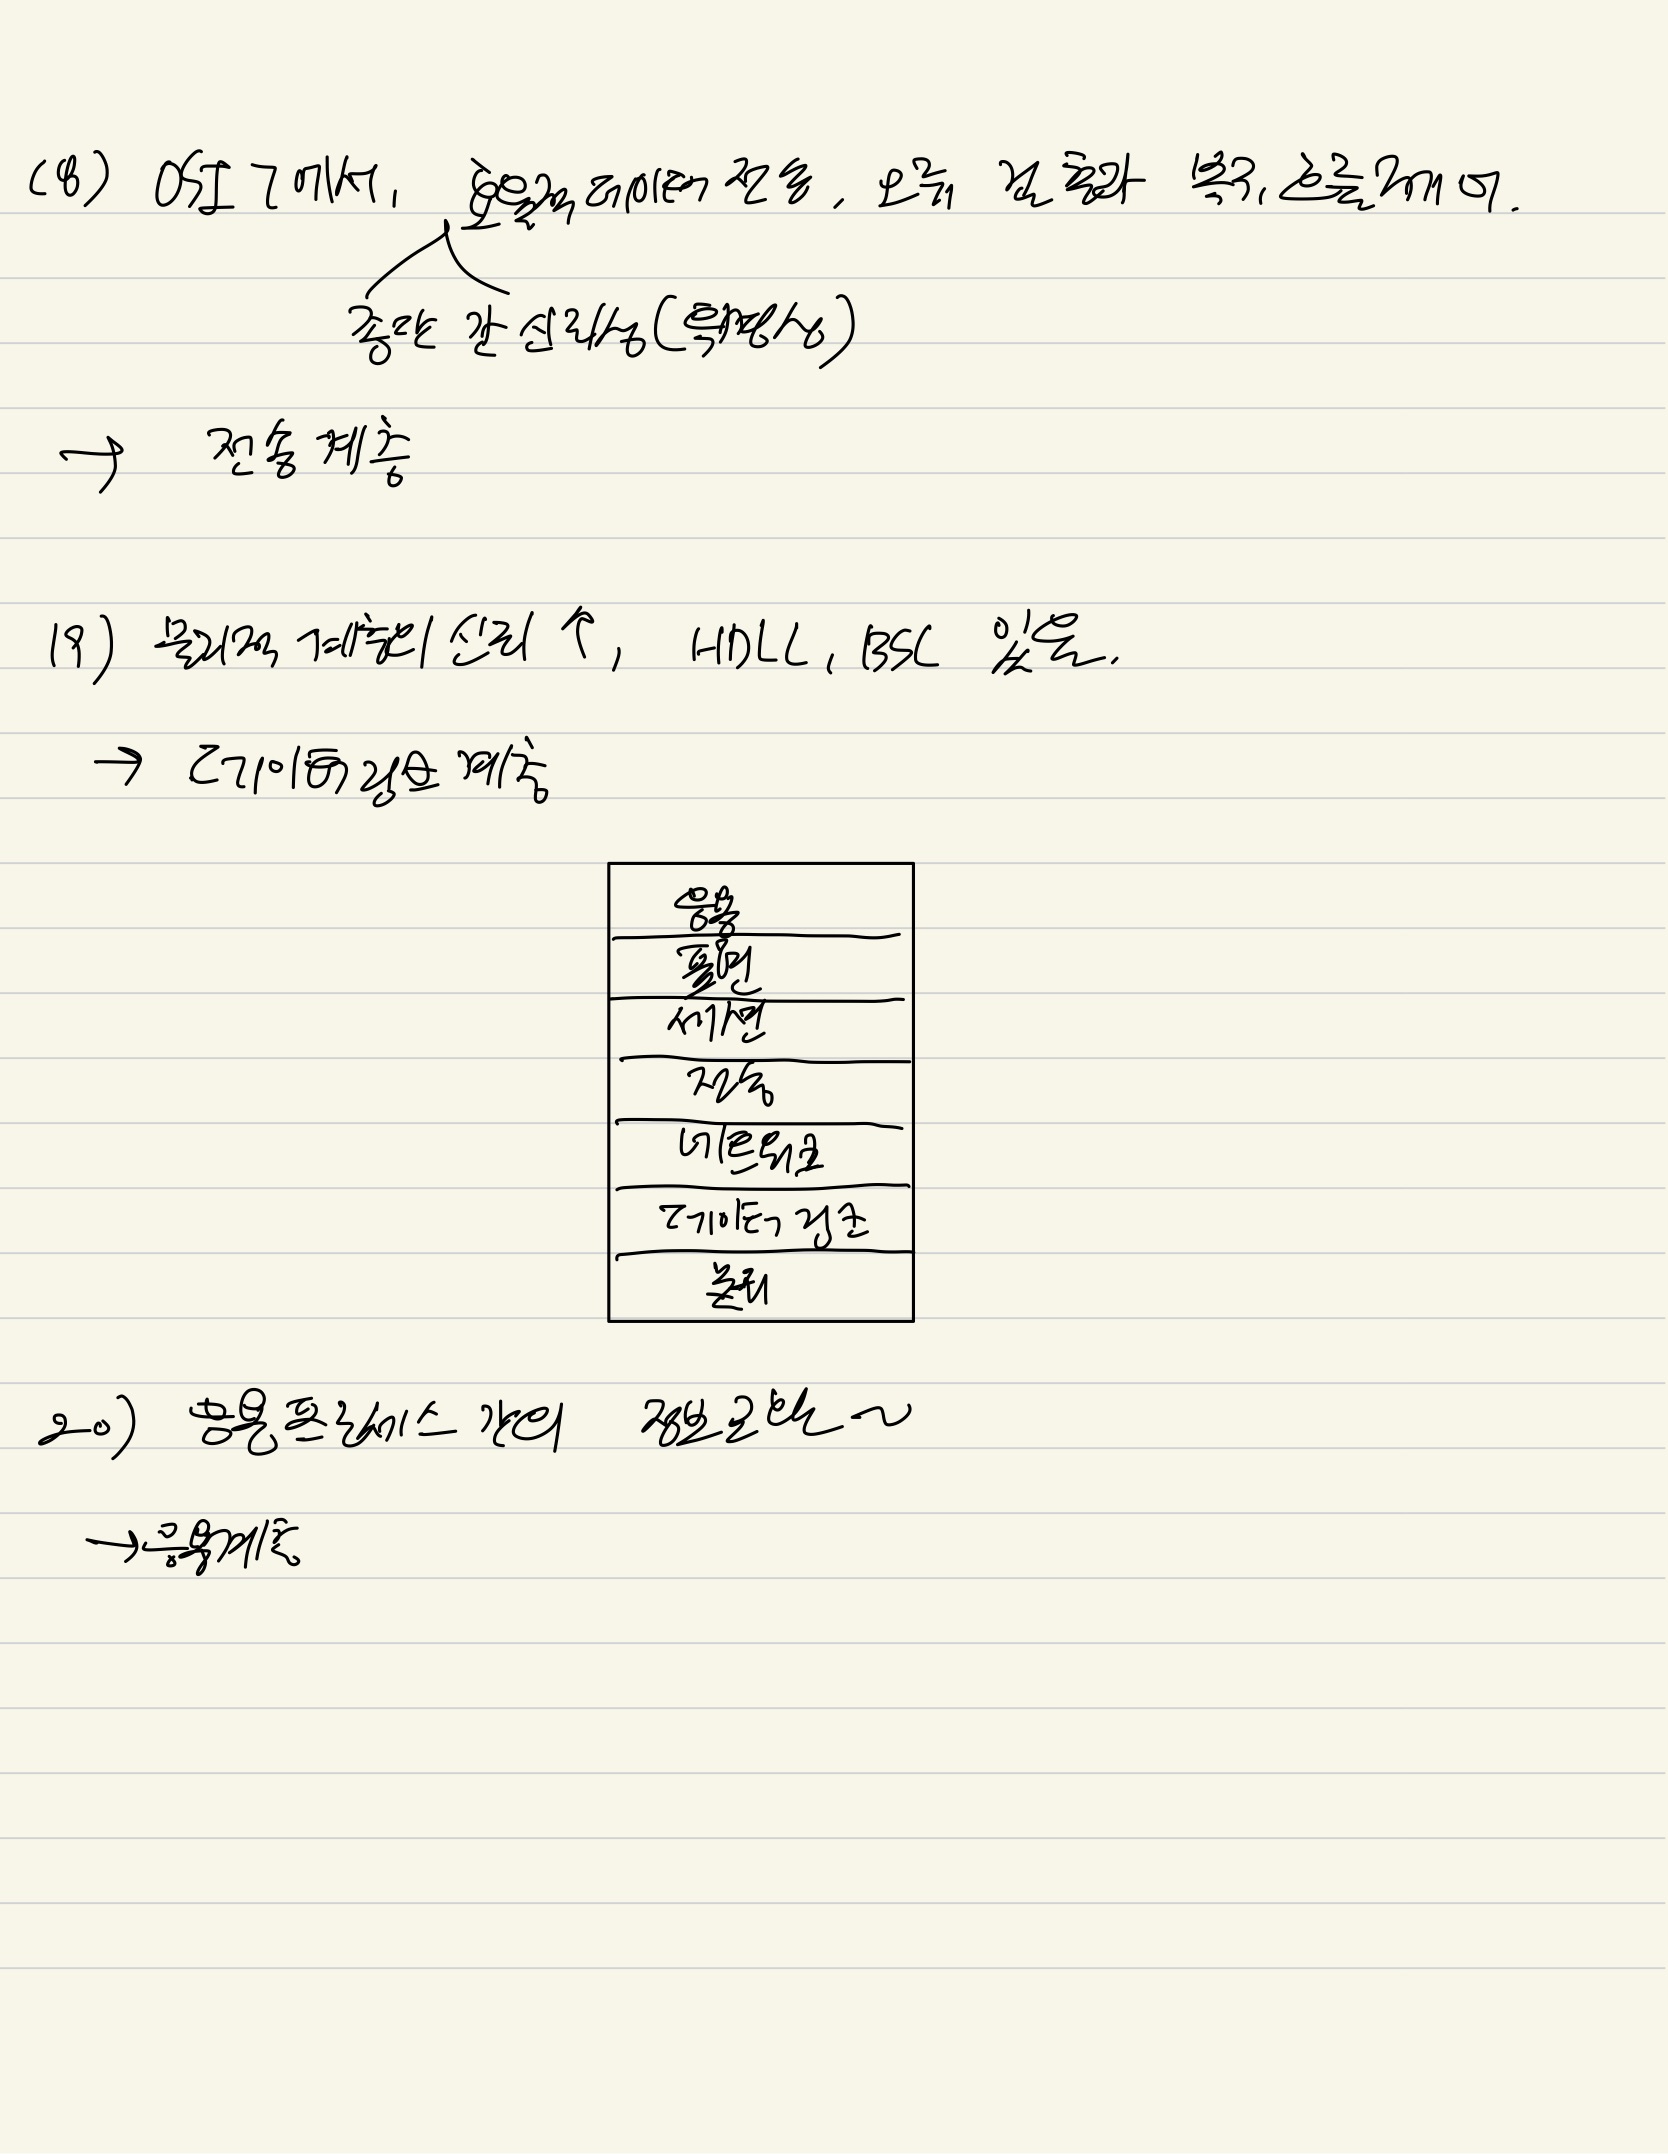 18) OSI 7 에서, 효율적 데이터 전송, 오류 검출과 복구, 흐름제어.
종단 간 신뢰성(투명성)
→ 전송 계층
19) 물리적 계층의 신뢰 ↑, HDLC, BSC 있음.
→ 데이터 링크 계층
응용
표현
세션
전송
네트워크
데이터 링크
물리
20) 응용 프로세스 간의 정보교환 ~
→ 응용계층